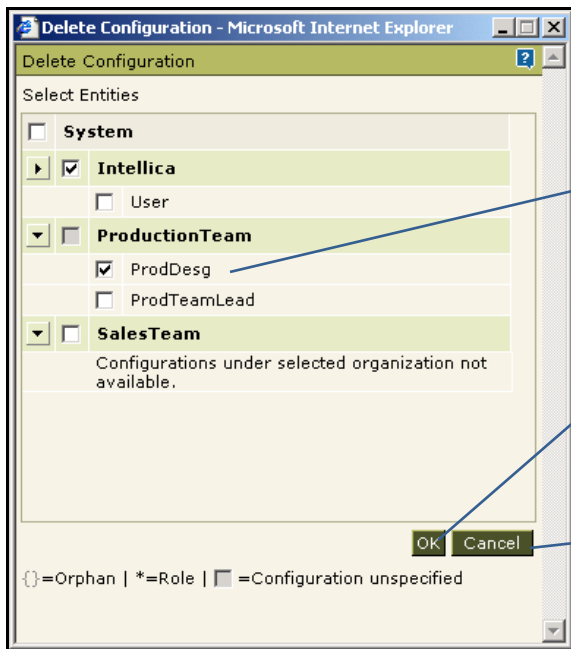 Delete Configuration - Microsoft Internet Explorer
Delete Configuration
?
Select Entities
System
Intellica
User
ProductionTeam
ProdDesg
ProdTeamLead
SalesTeam
Configurations under selected organization not
available.
OK Cancel
{}=Orphan | *=Role | =Configuration unspecified